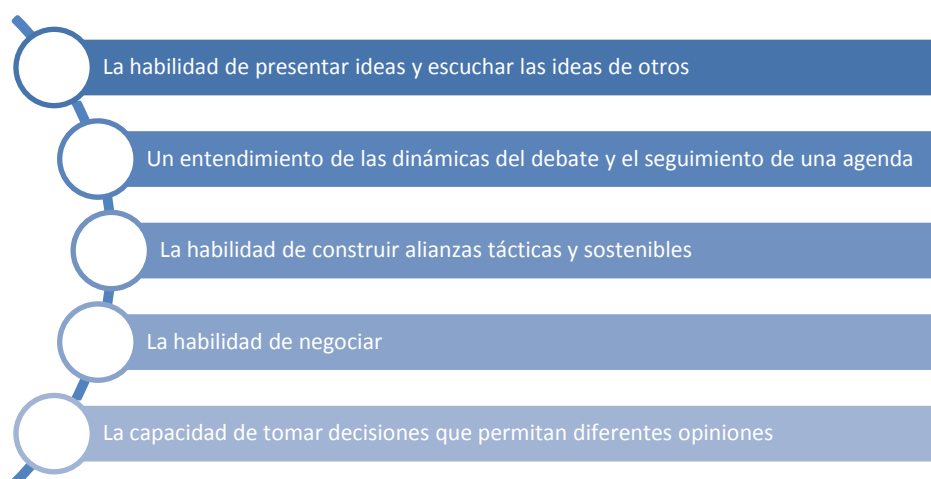 La habilidad de presentar ideas y escuchar las ideas de otros
Un entendimiento de las dinámicas del debate y el seguimiento de una agenda
La habilidad de construir alianzas tácticas y sostenibles
La habilidad de negociar
La capacidad de tomar decisiones que permitan diferentes opiniones